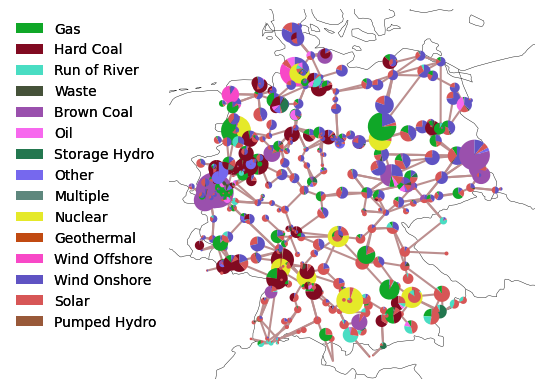 Gas
Hard Coal
Run of River
Waste
Brown Coal
Oil
Storage Hydro
Other
Multiple
Nuclear
Geothermal
Wind Offshore
Wind Onshore
Solar
Pumped Hydro